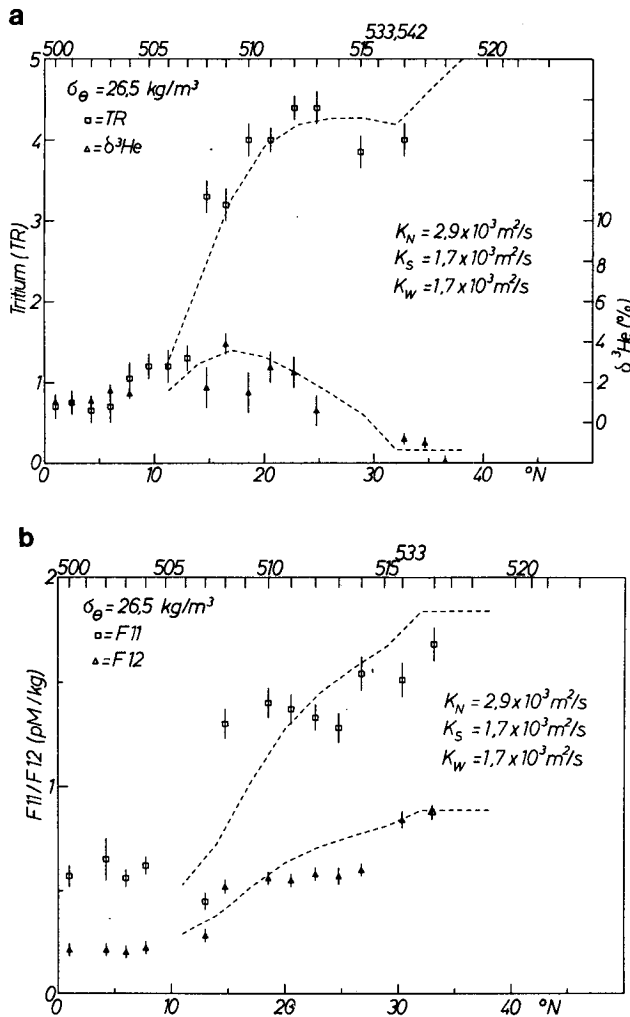 a
500 505 510 515 533,542 520
5
4
3
2
1
0
Tritium (TR)
σΘ = 26,5 kg/m³
□ = TR
▵ = δ³He
K_N = 2,9 x 10³ m²/s
K_S = 1,7 x 10³ m²/s
K_W = 1,7 x 10³ m²/s
10
8
6
4
2
0
δ³He (%)
0 10 20 30 40 °N
b
500 505 510 515 533 520
2
1
0
F11/F12 (pM/kg)
σΘ = 26,5 kg/m³
□ = F11
▵ = F12
K_N = 2,9 x 10³ m²/s
K_S = 1,7 x 10³ m²/s
K_W = 1,7 x 10³ m²/s
0 10 20 30 40 °N